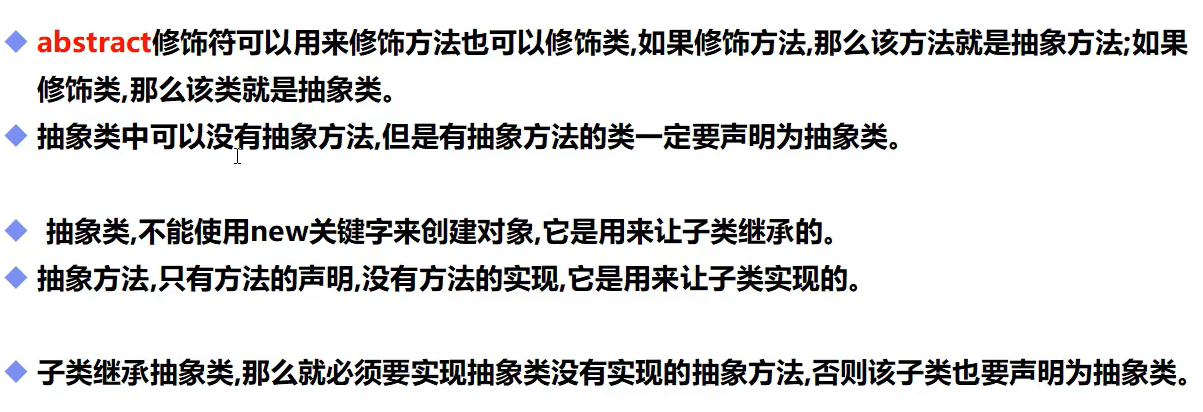 abstract修饰符可以用来修饰方法也可以修饰类,如果修饰方法,那么该方法就是抽象方法;如果
修饰类,那么该类就是抽象类。
抽象类中可以没有抽象方法,但是有抽象方法的类一定要声明为抽象类。
抽象类,不能使用new关键字来创建对象,它是用来让子类继承的。
抽象方法,只有方法的声明,没有方法的实现,它是用来让子类实现的。
子类继承抽象类,那么就必须要实现抽象类没有实现的抽象方法,否则该子类也要声明为抽象类。